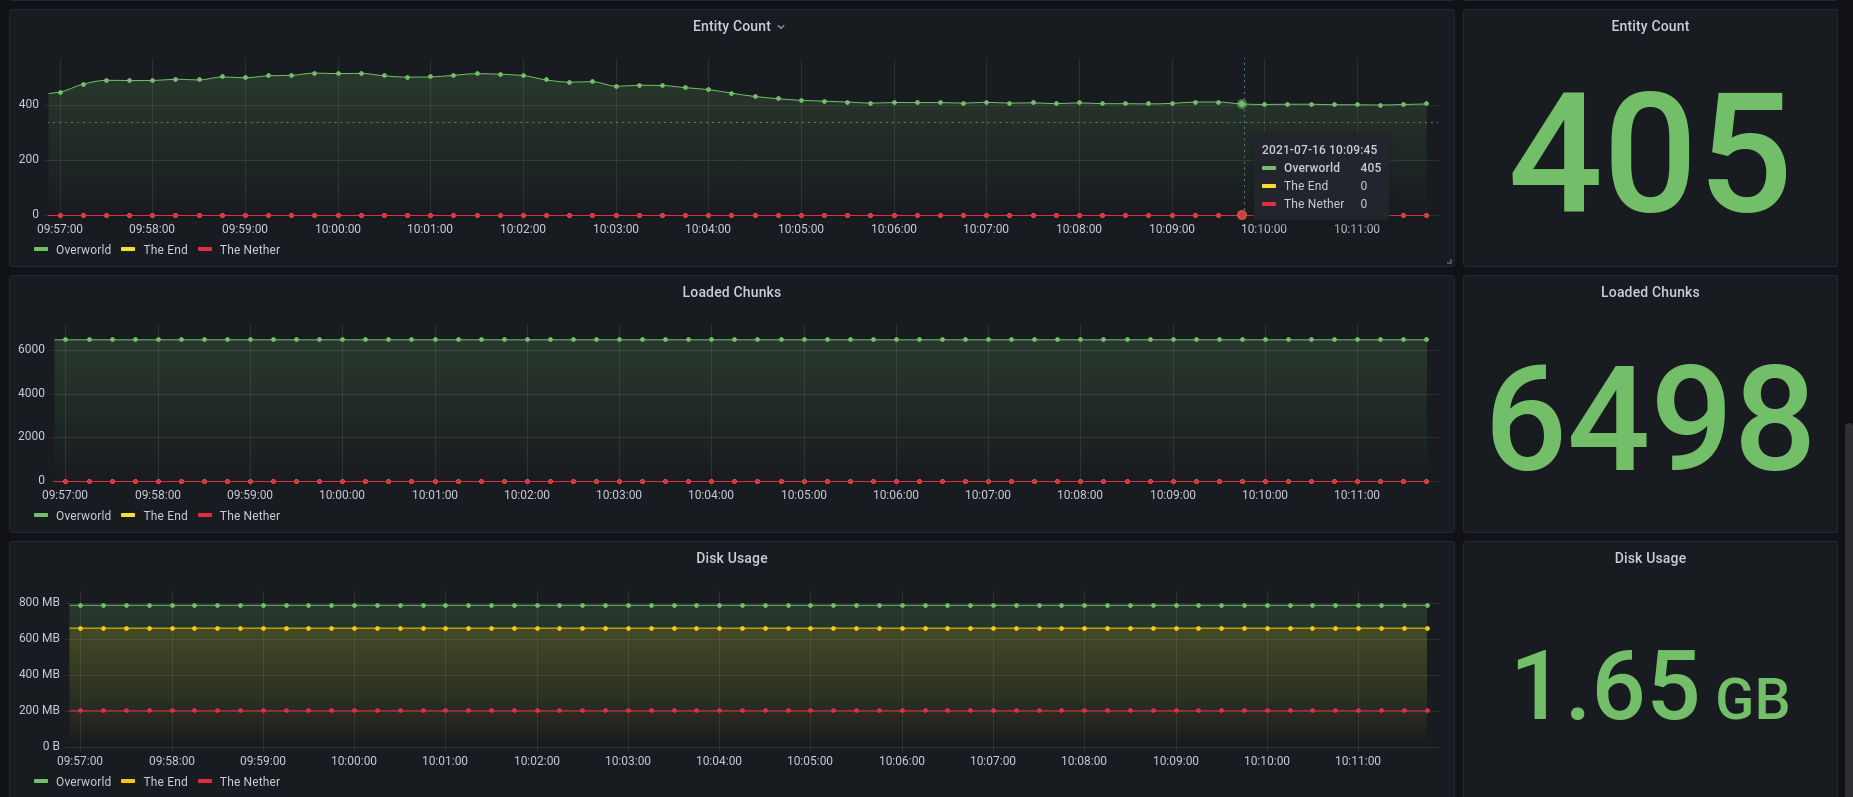 Entity Count
400
200
0
2021-07-16 10:09:45
Overworld 405
The End 0
The Nether 0
09:57:00 09:58:00 09:59:00 10:00:00 10:01:00 10:02:00 10:03:00 10:04:00 10:05:00 10:06:00 10:07:00 10:08:00 10:09:00 10:10:00 10:11:00
Overworld The End The Nether
Entity Count
405
Loaded Chunks
6000
4000
2000
0
09:57:00 09:58:00 09:59:00 10:00:00 10:01:00 10:02:00 10:03:00 10:04:00 10:05:00 10:06:00 10:07:00 10:08:00 10:09:00 10:10:00 10:11:00
Overworld The End The Nether
Loaded Chunks
6498
Disk Usage
800 MB
600 MB
400 MB
200 MB
0 B
09:57:00 09:58:00 09:59:00 10:00:00 10:01:00 10:02:00 10:03:00 10:04:00 10:05:00 10:06:00 10:07:00 10:08:00 10:09:00 10:10:00 10:11:00
Overworld The End The Nether
Disk Usage
1.65 GB